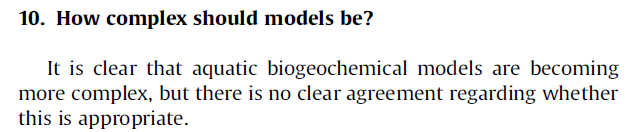 10. How complex should models be?
It is clear that aquatic biogeochemical models are becoming
more complex, but there is no clear agreement regarding whether
this is appropriate.